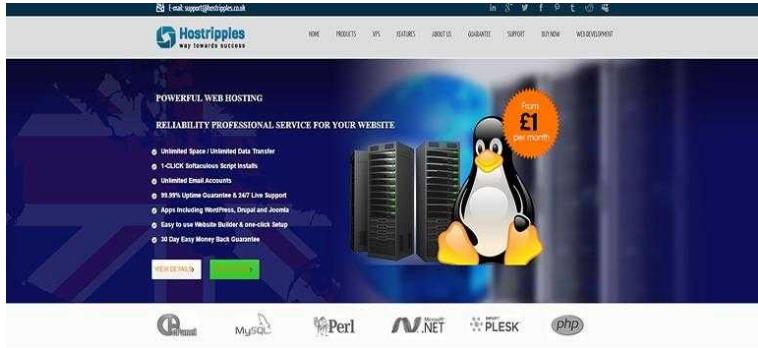 E-mail: support@hostripples.co.uk
Hostripples
way towards success
HOME PRODUCTS VPS FEATURES ABOUT US GUARANTEE SUPPORT BUY NOW WEB DEVELOPMENT
POWERFUL WEB HOSTING
RELIABILITY PROFESSIONAL SERVICE FOR YOUR WEBSITE
From
£1
per month
Unlimited Space / Unlimited Data Transfer
1-CLICK Softaculous Script Installs
Unlimited Email Accounts
99.99% Uptime Guarantee & 24/7 Live Support
Apps Including WordPress, Drupal and Joomla
Easy to use Website Builder & one-click Setup
30 Day Easy Money Back Guarantee
VIEW DETAILS
cPanel MySQL Perl Microsoft .NET PLESK php